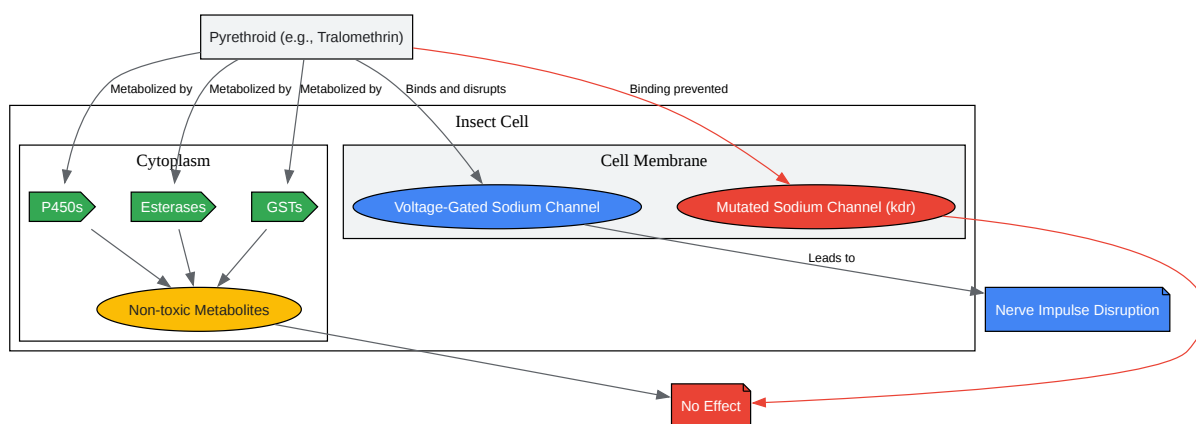 Pyrethroid (e.g., Tralomethrin)
Metabolized by
Metabolized by
Metabolized by
Binds and disrupts
Binding prevented
Insect Cell
Cytoplasm
Cell Membrane
P450s
Esterases
GSTs
Voltage-Gated Sodium Channel
Mutated Sodium Channel (kdr)
Leads to
Non-toxic Metabolites
Nerve Impulse Disruption
No Effect